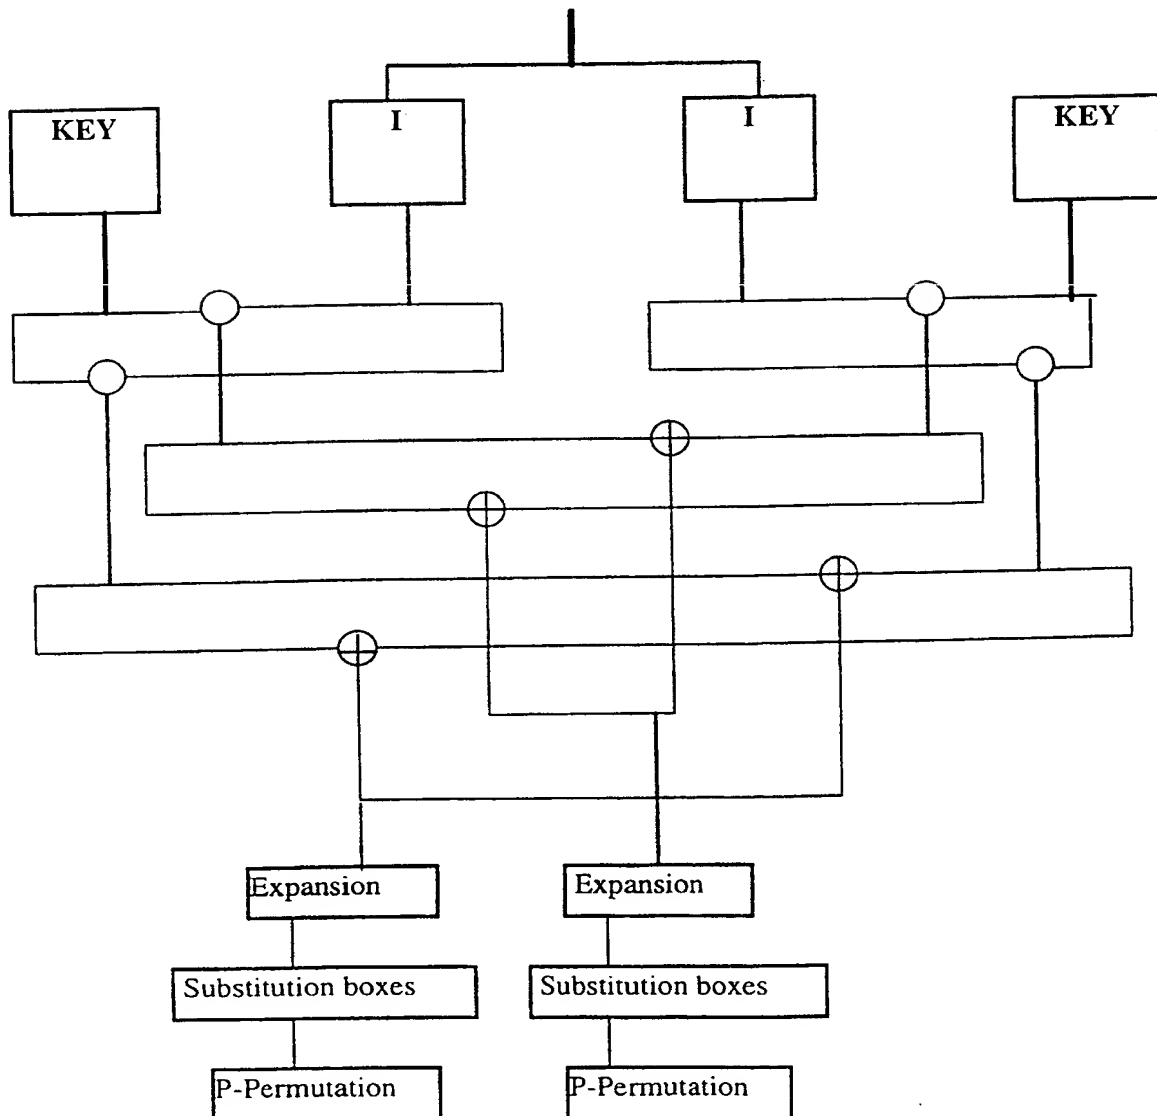 KEY
I
I
KEY
Expansion
Expansion
Substitution boxes
Substitution boxes
P-Permutation
P-Permutation